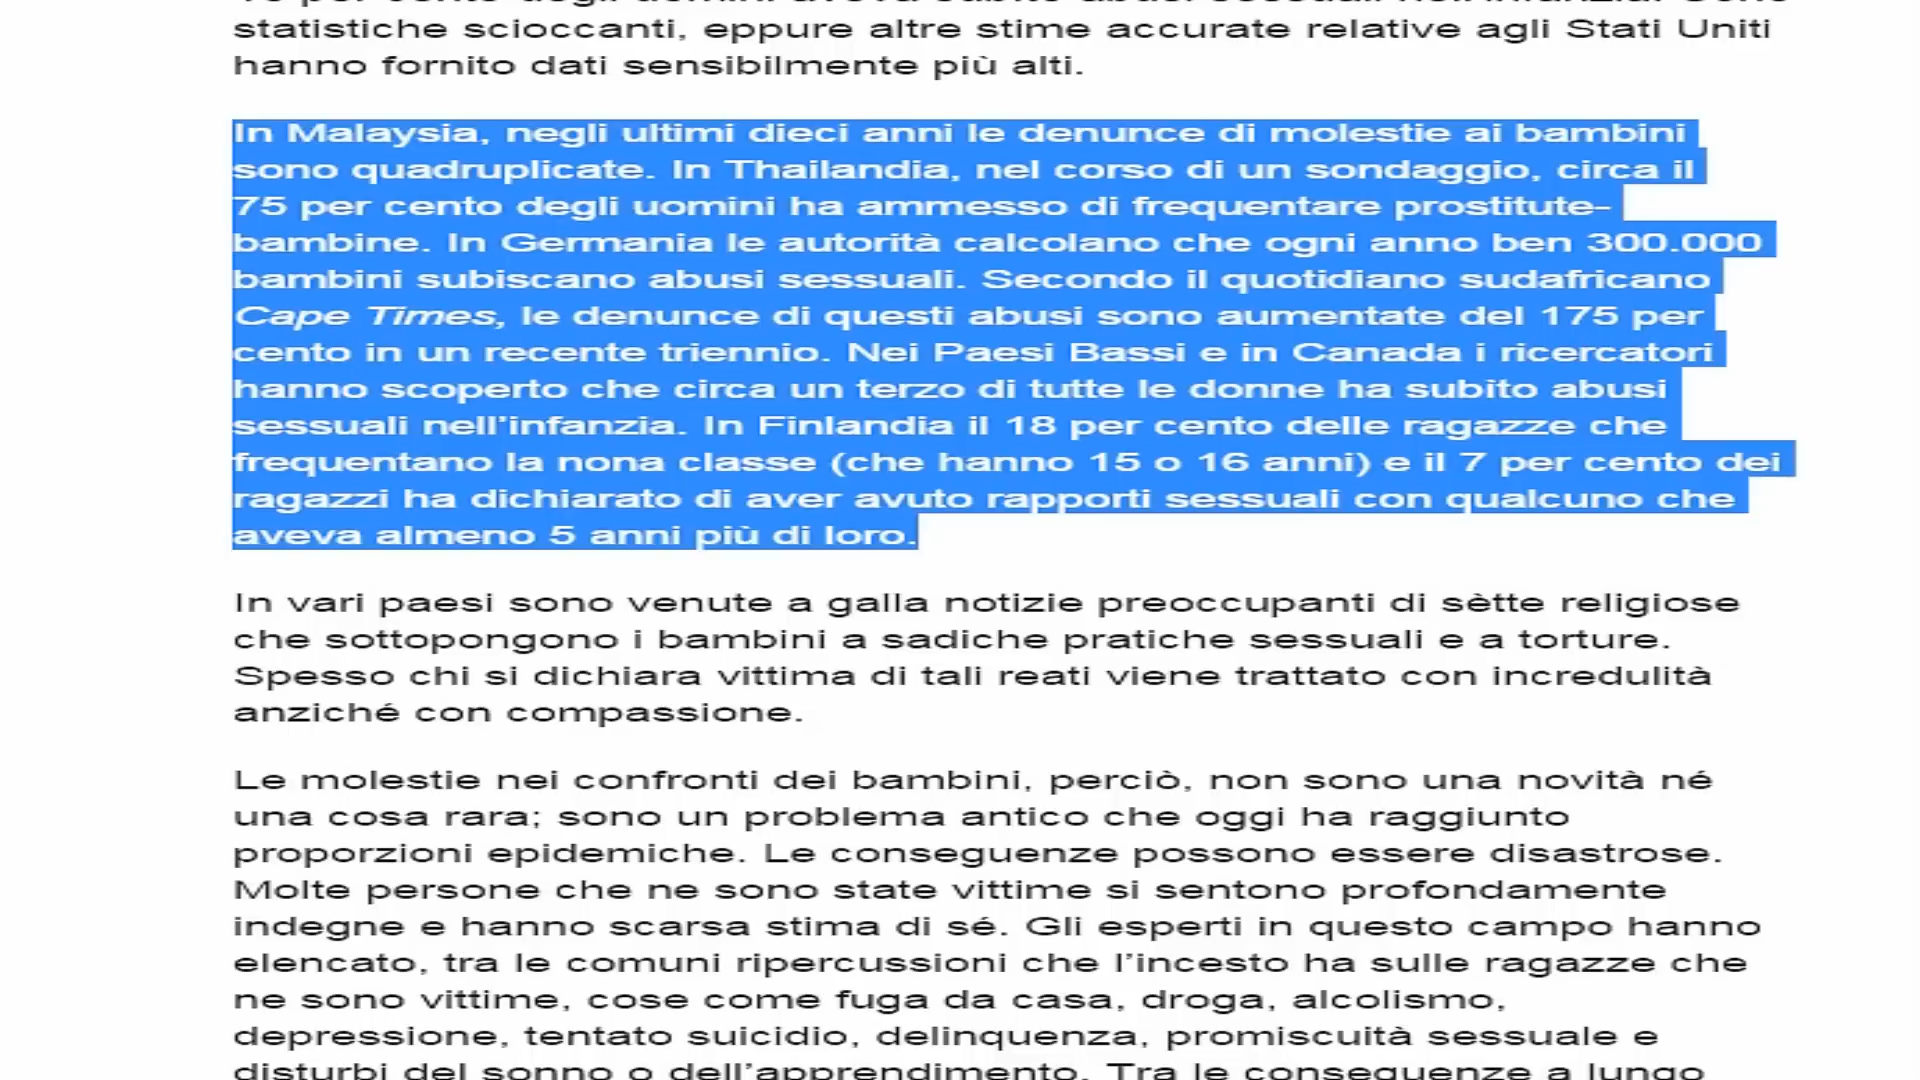 statistiche scioccanti, eppure altre stime accurate relative agli Stati Uniti
hanno fornito dati sensibilmente più alti.
In Malaysia, negli ultimi dieci anni le denunce di molestie ai bambini
sono quadruplicate. In Thailandia, nel corso di un sondaggio, circa il
75 per cento degli uomini ha ammesso di frequentare prostitute-
bambine. In Germania le autorità calcolano che ogni anno ben 300.000
bambini subiscano abusi sessuali. Secondo il quotidiano sudafricano
Cape Times, le denunce di questi abusi sono aumentate del 175 per
cento in un recente triennio. Nei Paesi Bassi e in Canada i ricercatori
hanno scoperto che circa un terzo di tutte le donne ha subìto abusi
sessuali nell'infanzia. In Finlandia il 18 per cento delle ragazze che
frequentano la nona classe (che hanno 15 o 16 anni) e il 7 per cento dei
ragazzi ha dichiarato di aver avuto rapporti sessuali con qualcuno che
aveva almeno 5 anni più di loro.
In vari paesi sono venute a galla notizie preoccupanti di sètte religiose
che sottopongono i bambini a sadiche pratiche sessuali e a torture.
Spesso chi si dichiara vittima di tali reati viene trattato con incredulità
anziché con compassione.
Le molestie nei confronti dei bambini, perciò, non sono una novità né
una cosa rara; sono un problema antico che oggi ha raggiunto
proporzioni epidemiche. Le conseguenze possono essere disastrose.
Molte persone che ne sono state vittime si sentono profondamente
indegne e hanno scarsa stima di sé. Gli esperti in questo campo hanno
elencato, tra le comuni ripercussioni che l'incesto ha sulle ragazze che
ne sono vittime, cose come fuga da casa, droga, alcolismo,
depressione, tentato suicidio, delinquenza, promiscuità sessuale e
disturbi del sonno o dell'apprendimento. Tra le conseguenze a lungo